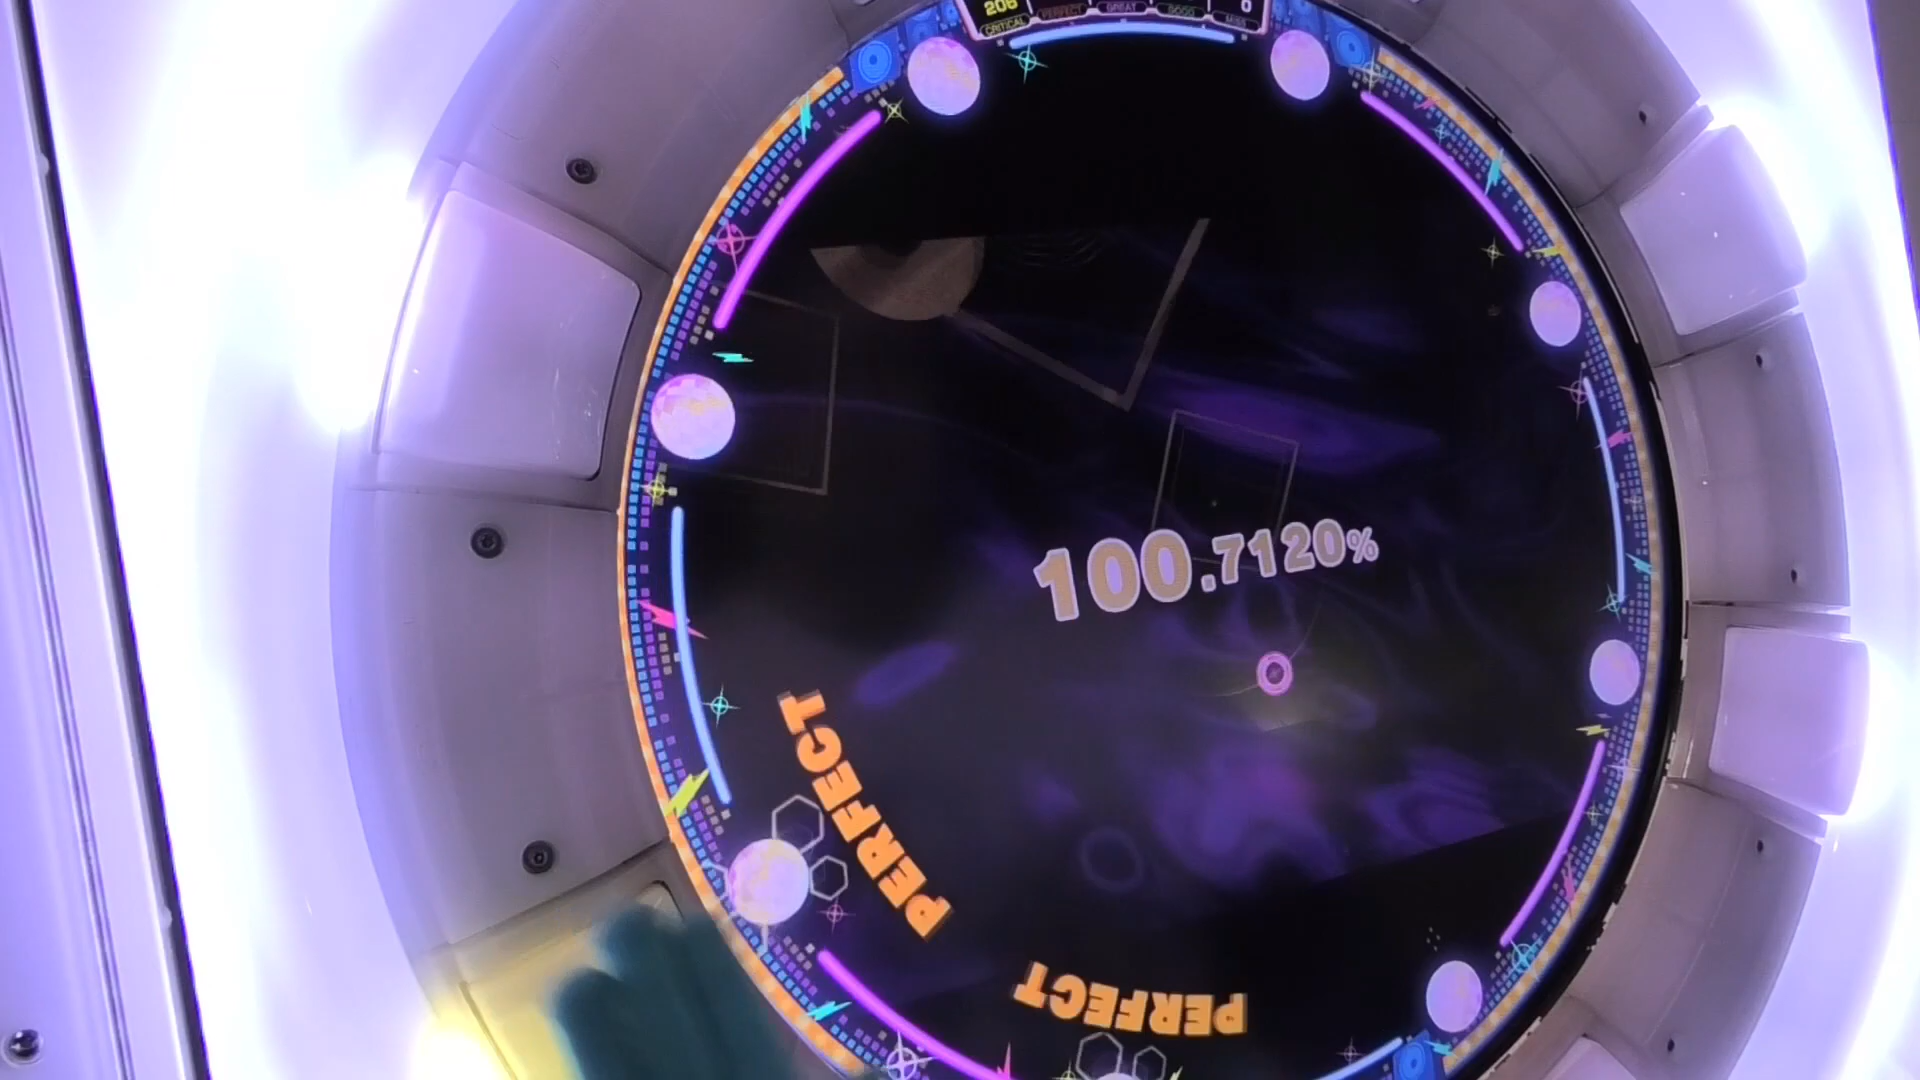 206 0
CRITICAL PERFECT GREAT GOOD MISS
100.7120%
PERFECT
PERFECT